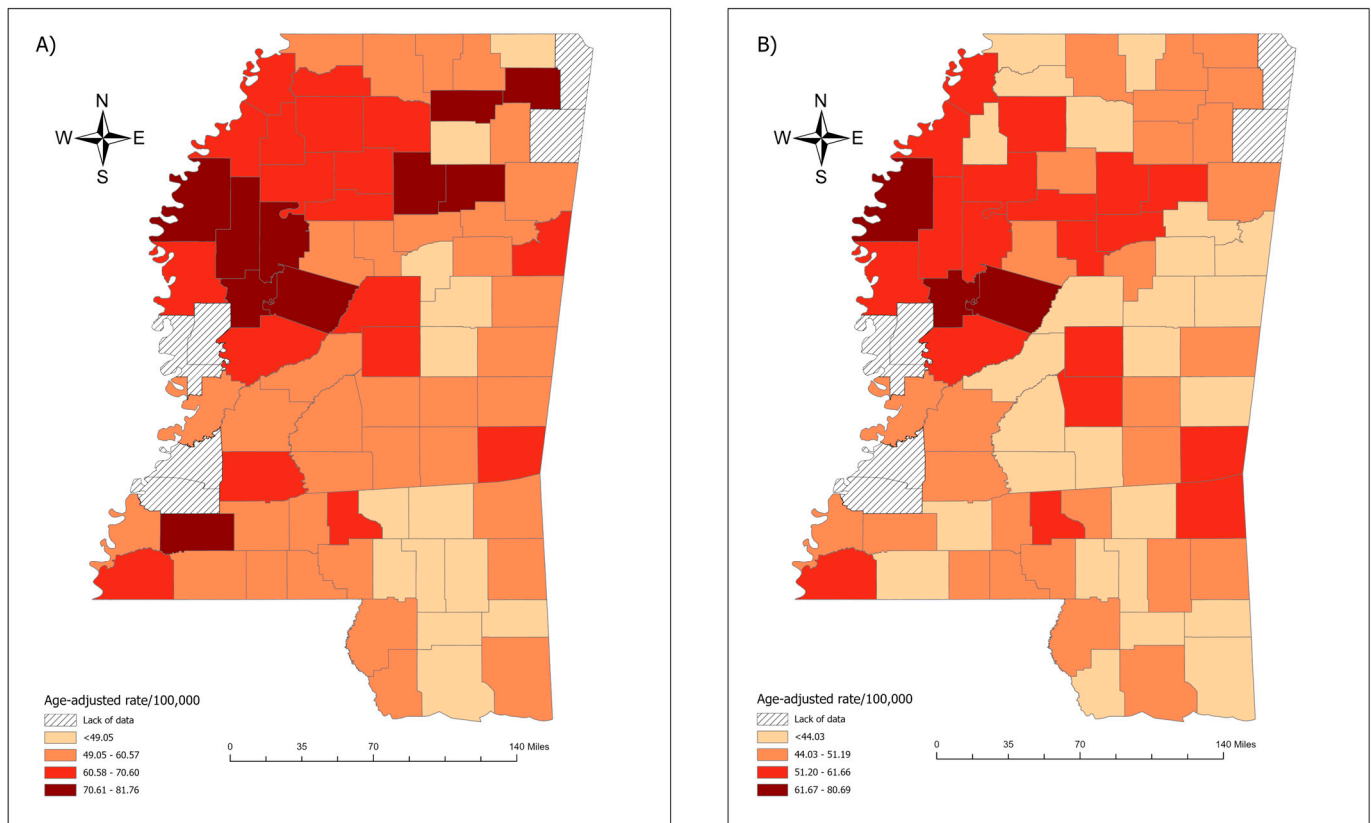 A)
N
W E
S
Age-adjusted rate/100,000
Lack of data
<49.05
49.05 - 60.57
60.58 - 70.60
70.61 - 81.76
0 35 70 140 Miles
B)
N
W E
S
Age-adjusted rate/100,000
Lack of data
<44.03
44.03 - 51.19
51.20 - 61.66
61.67 - 80.69
0 35 70 140 Miles